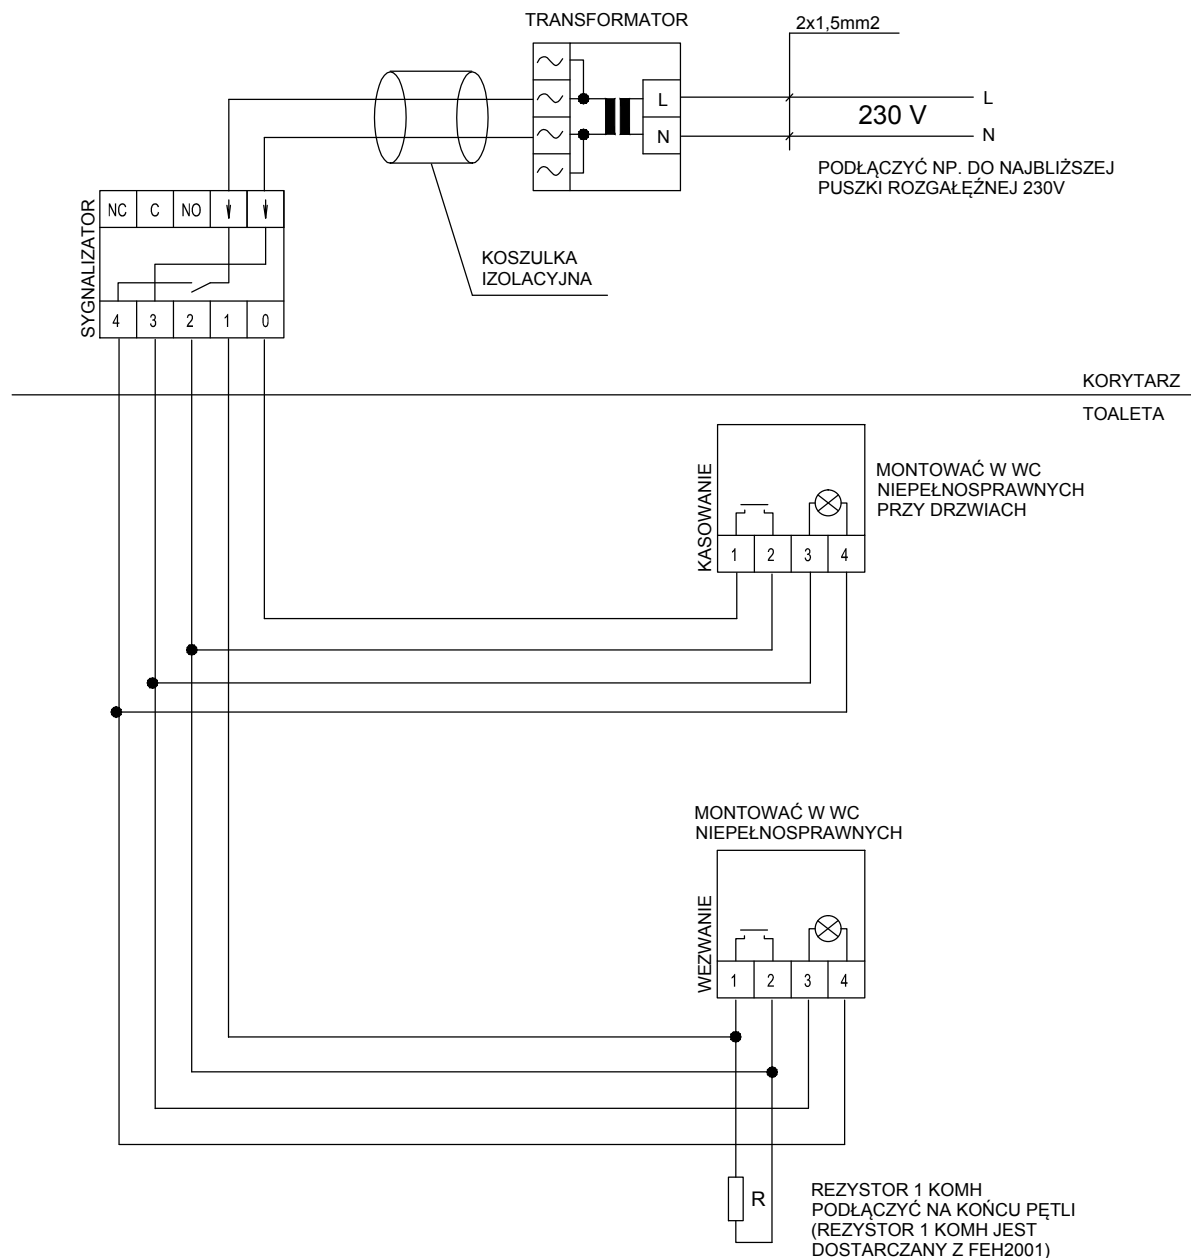 TRANSFORMATOR
2x1,5mm2
L
L
230 V
N
N
PODŁĄCZYĆ NP. DO NAJBLIŻSZEJ
PUSZKI ROZGAŁĘŹNEJ 230V
NC C NO
SYGNALIZATOR
4 3 2 1 0
KOSZULKA
IZOLACYJNA
KORYTARZ
TOALETA
KASOWANIE
MONTOWAĆ W WC
NIEPEŁNOSPRAWNYCH
PRZY DRZWIACH
1 2 3 4
MONTOWAĆ W WC
NIEPEŁNOSPRAWNYCH
WEZWANIE
1 2 3 4
R
REZYSTOR 1 KOMH
PODŁĄCZYĆ NA KOŃCU PĘTLI
(REZYSTOR 1 KOMH JEST
DOSTARCZANY Z FEH2001)